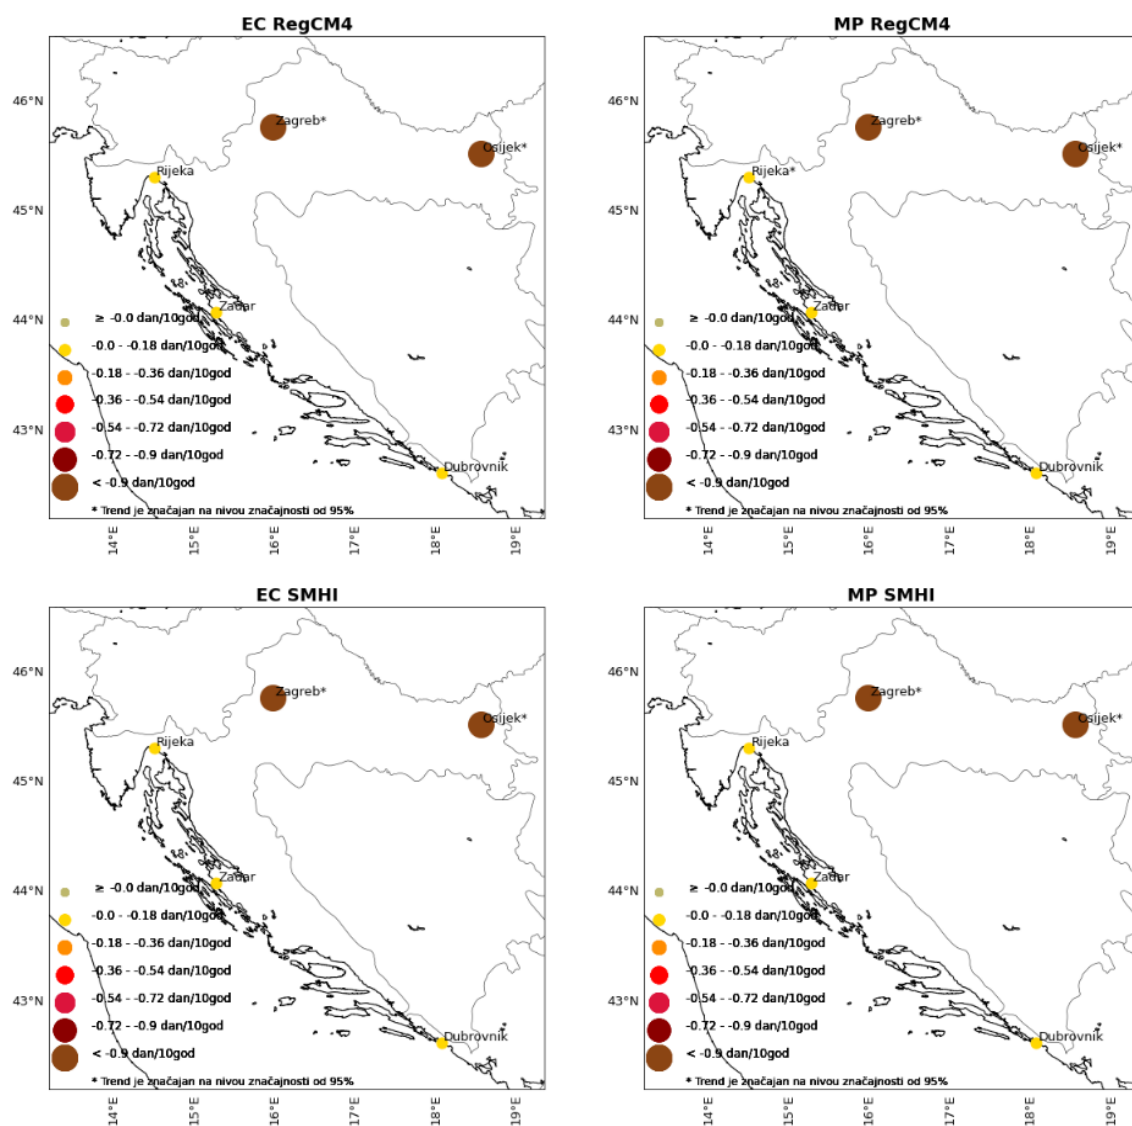 EC RegCM4
46°N
45°N
44°N
43°N
Zagreb*
Osijek*
Rijeka
Zadar
Dubrovnik
≥ -0.0 dan/10god
-0.0 - -0.18 dan/10god
-0.18 - -0.36 dan/10god
-0.36 - -0.54 dan/10god
-0.54 - -0.72 dan/10god
-0.72 - -0.9 dan/10god
< -0.9 dan/10god
* Trend je značajan na nivou značajnosti od 95%
14°E
15°E
16°E
17°E
18°E
19°E
MP RegCM4
46°N
45°N
44°N
43°N
Zagreb*
Osijek*
Rijeka*
Zadar
Dubrovnik
≥ -0.0 dan/10god
-0.0 - -0.18 dan/10god
-0.18 - -0.36 dan/10god
-0.36 - -0.54 dan/10god
-0.54 - -0.72 dan/10god
-0.72 - -0.9 dan/10god
< -0.9 dan/10god
* Trend je značajan na nivou značajnosti od 95%
14°E
15°E
16°E
17°E
18°E
19°E
EC SMHI
46°N
45°N
44°N
43°N
Zagreb*
Osijek*
Rijeka
Zadar
Dubrovnik
≥ -0.0 dan/10god
-0.0 - -0.18 dan/10god
-0.18 - -0.36 dan/10god
-0.36 - -0.54 dan/10god
-0.54 - -0.72 dan/10god
-0.72 - -0.9 dan/10god
< -0.9 dan/10god
* Trend je značajan na nivou značajnosti od 95%
14°E
15°E
16°E
17°E
18°E
19°E
MP SMHI
46°N
45°N
44°N
43°N
Zagreb*
Osijek*
Rijeka
Zadar
Dubrovnik
≥ -0.0 dan/10god
-0.0 - -0.18 dan/10god
-0.18 - -0.36 dan/10god
-0.36 - -0.54 dan/10god
-0.54 - -0.72 dan/10god
-0.72 - -0.9 dan/10god
< -0.9 dan/10god
* Trend je značajan na nivou značajnosti od 95%
14°E
15°E
16°E
17°E
18°E
19°E